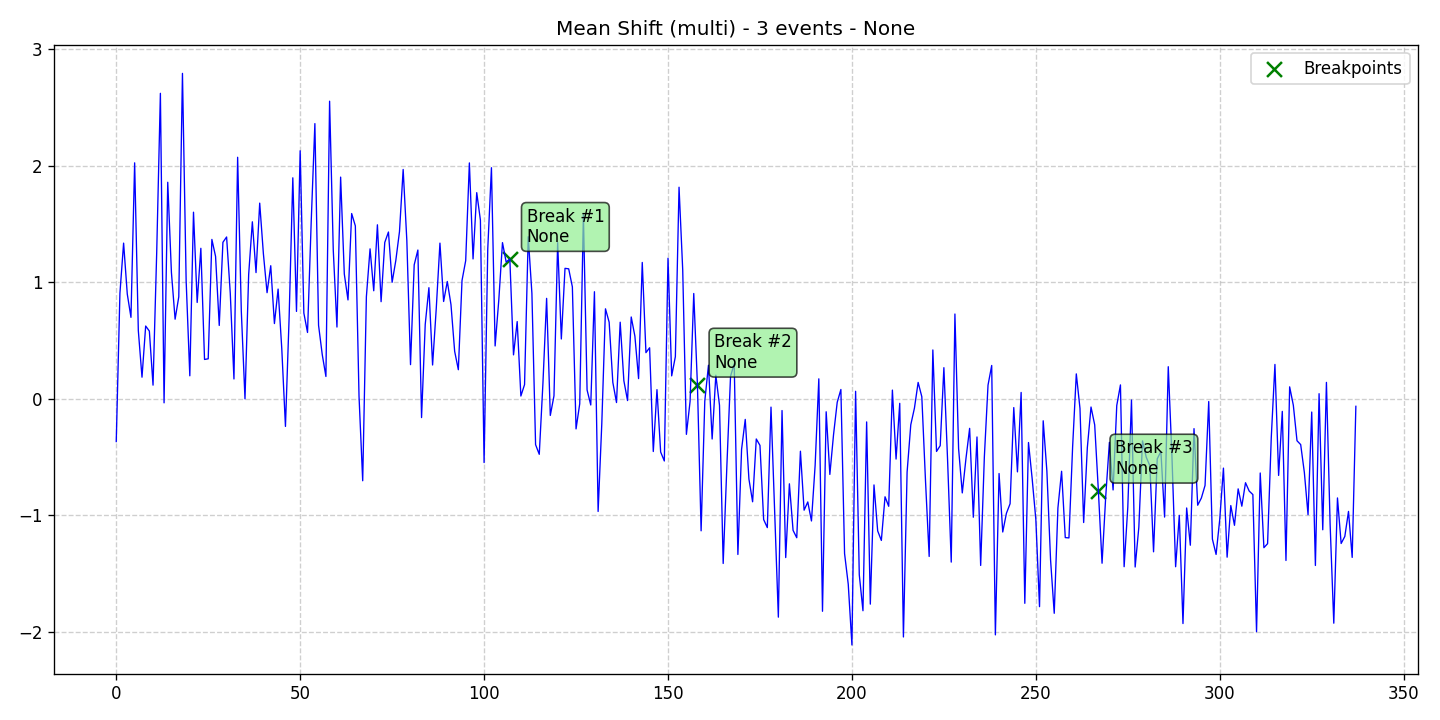 Mean Shift (multi) - 3 events - None
3
2
1
0
−1
−2
Breakpoints
Break #1
None
Break #2
None
Break #3
None
0
50
100
150
200
250
300
350